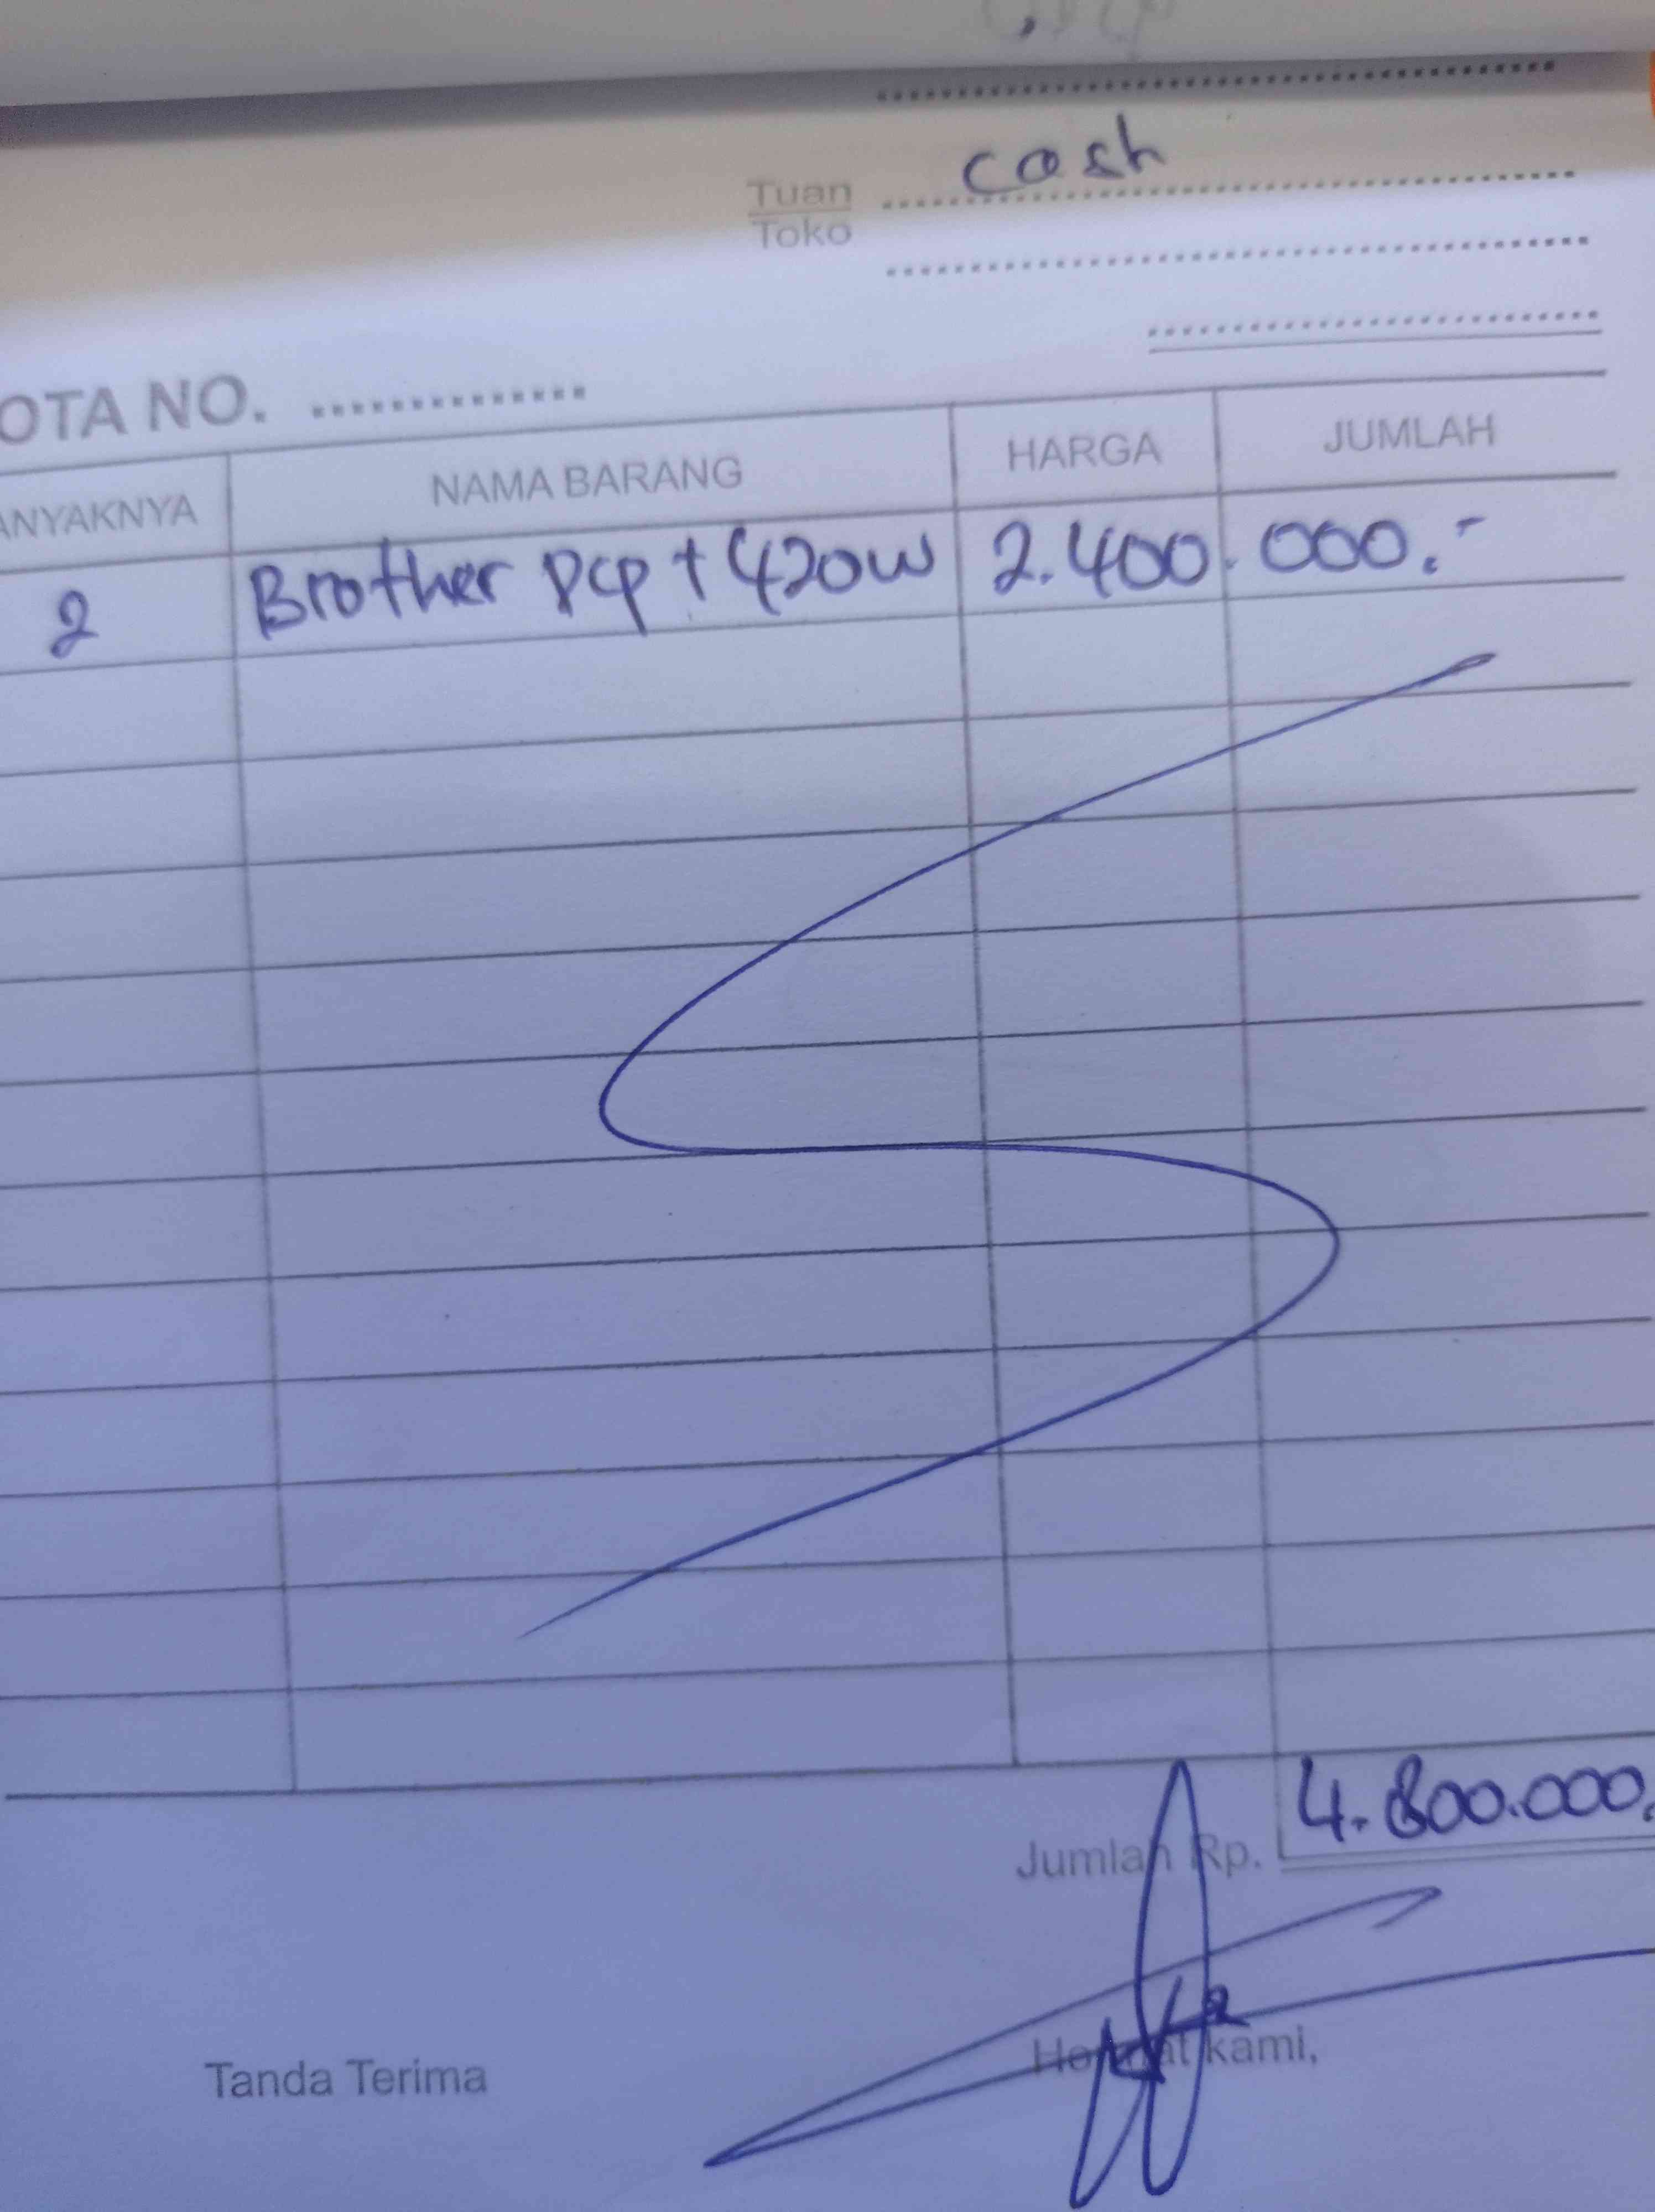 cash
Tuan
Toko
OTA NO.
ANYAKNYA NAMA BARANG HARGA JUMLAH
2 Brother Dcp t 420w 2.400.000.-
Jumlah Rp. 4.800.000.
Tanda Terima Hormat kami,